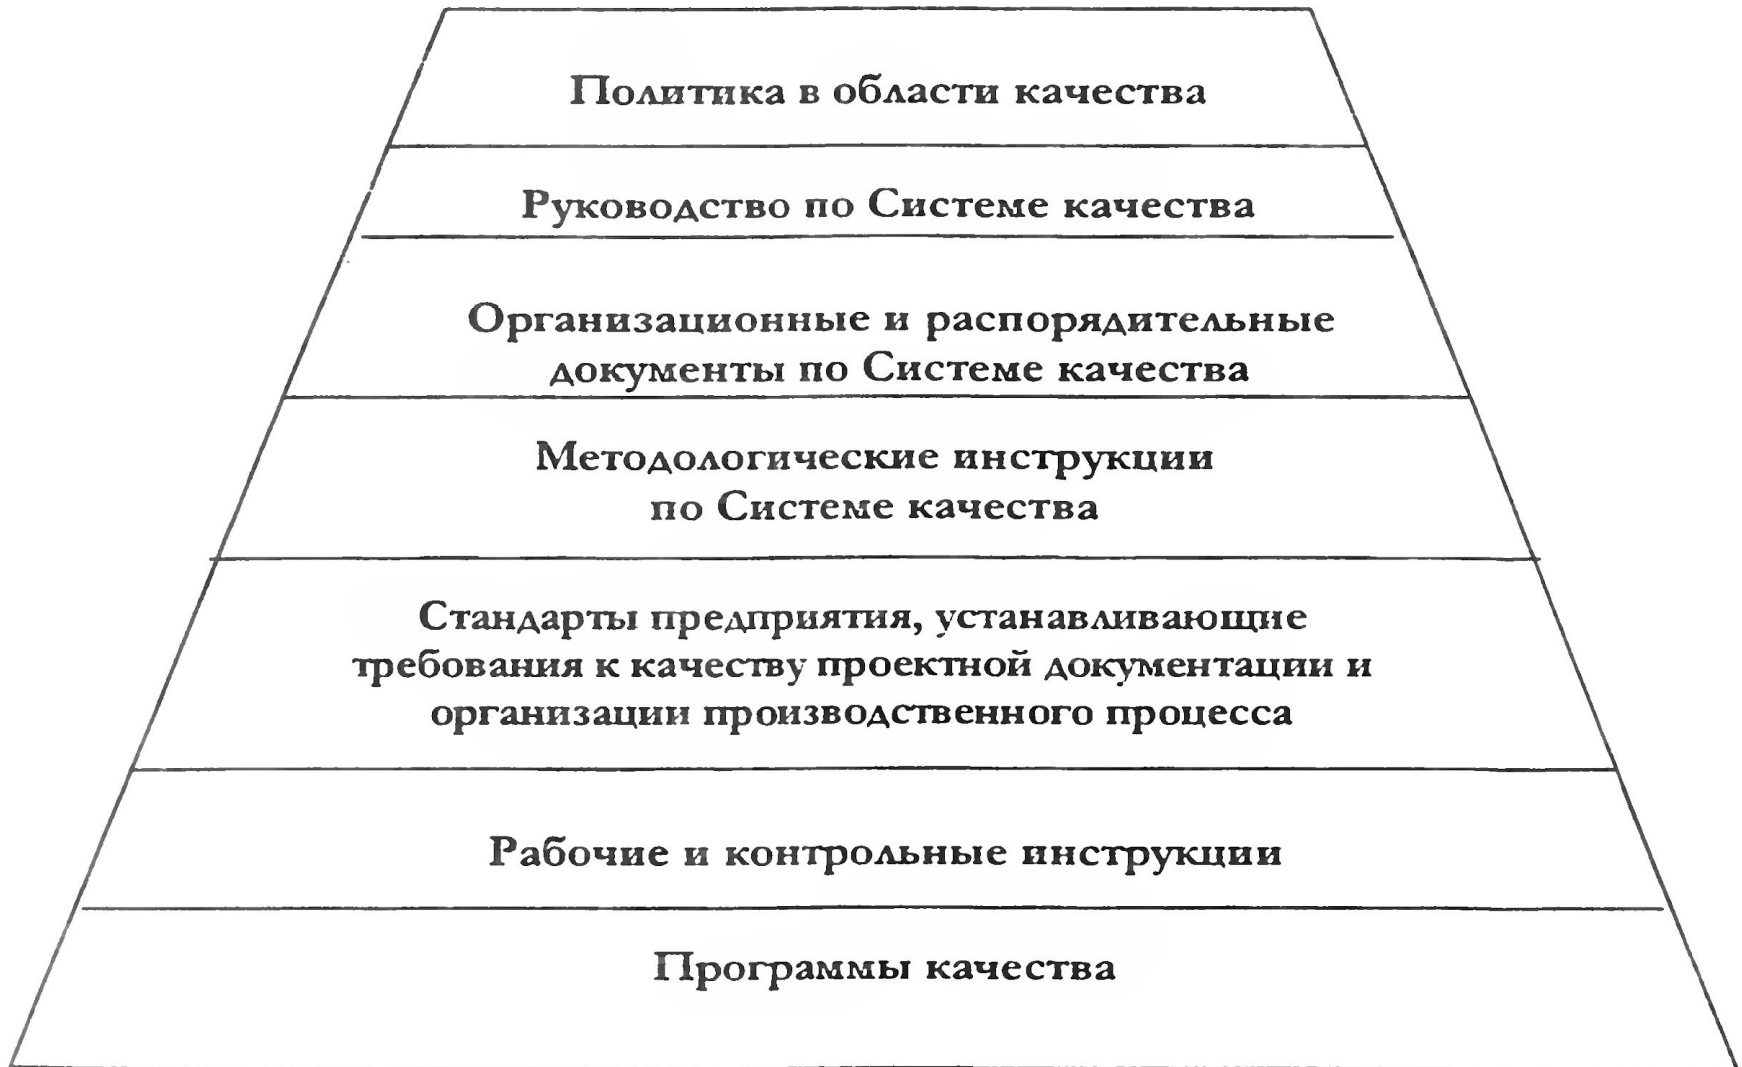 Политика в области качества
Руководство по Системе качества
Организационные и распорядительные
документы по Системе качества
Методологические инструкции
по Системе качества
Стандарты предприятия, устанавливающие
требования к качеству проектной документации и
организации производственного процесса
Рабочие и контрольные инструкции
Программы качества